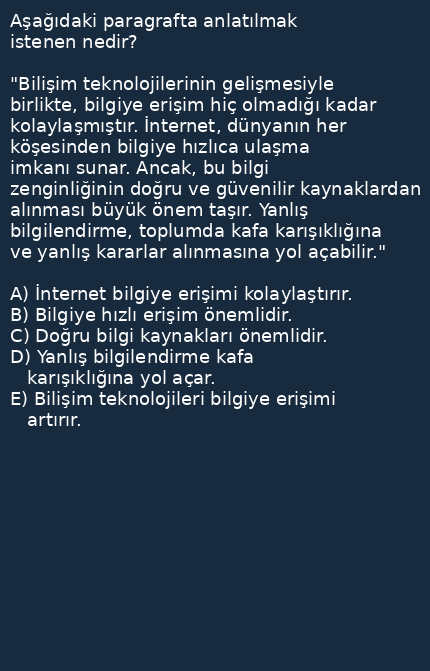 Aşağıdaki paragrafta anlatılmak
istenen nedir?
"Bilişim teknolojilerinin gelişmesiyle
birlikte, bilgiye erişim hiç olmadığı kadar
kolaylaşmıştır. İnternet, dünyanın her
köşesinden bilgiye hızlıca ulaşma
imkanı sunar. Ancak, bu bilgi
zenginliğinin doğru ve güvenilir kaynaklardan
alınması büyük önem taşır. Yanlış
bilgilendirme, toplumda kafa karışıklığına
ve yanlış kararlar alınmasına yol açabilir."
A) İnternet bilgiye erişimi kolaylaştırır.
B) Bilgiye hızlı erişim önemlidir.
C) Doğru bilgi kaynakları önemlidir.
D) Yanlış bilgilendirme kafa
karışıklığına yol açar.
E) Bilişim teknolojileri bilgiye erişimi
artırır.